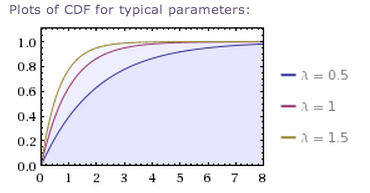 Plots of CDF for typical parameters:
1.0
0.8
0.6
0.4
0.2
0.0
0 1 2 3 4 5 6 7 8
λ = 0.5
λ = 1
λ = 1.5